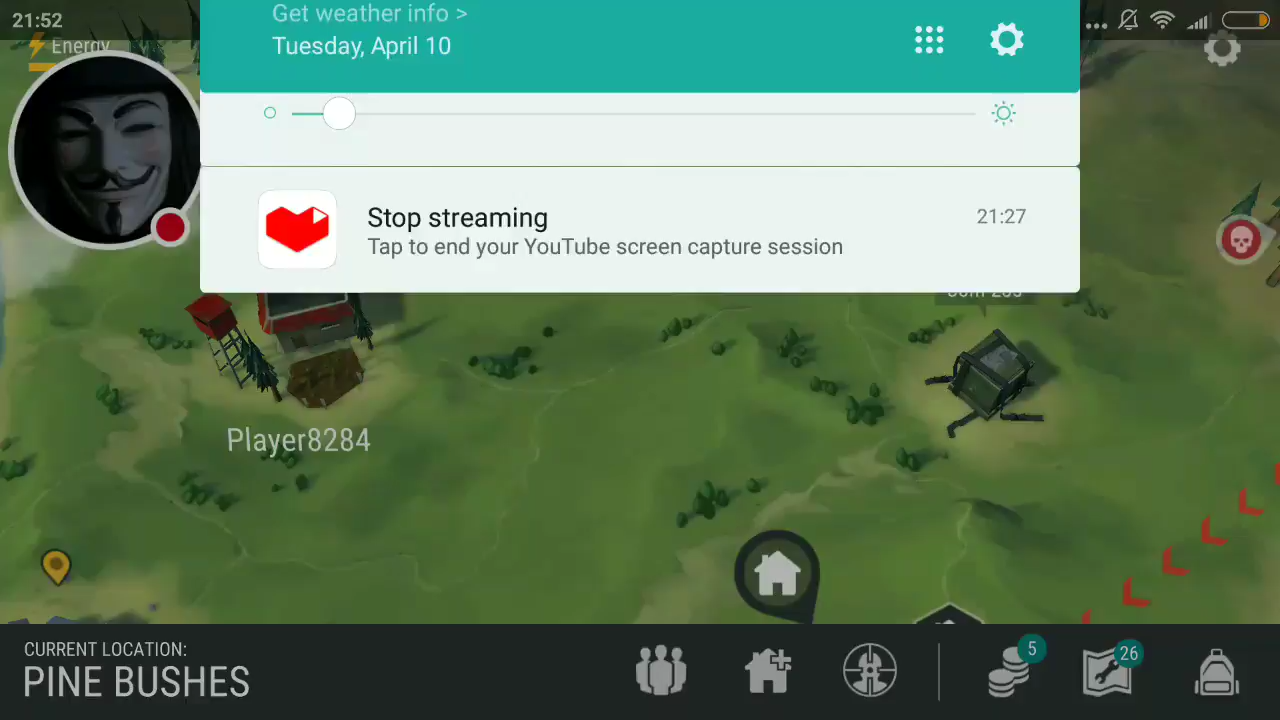 21:52
Get weather info >
Tuesday, April 10
Energy
Stop streaming
21:27
Tap to end your YouTube screen capture session
Player8284
CURRENT LOCATION:
PINE BUSHES
5
26